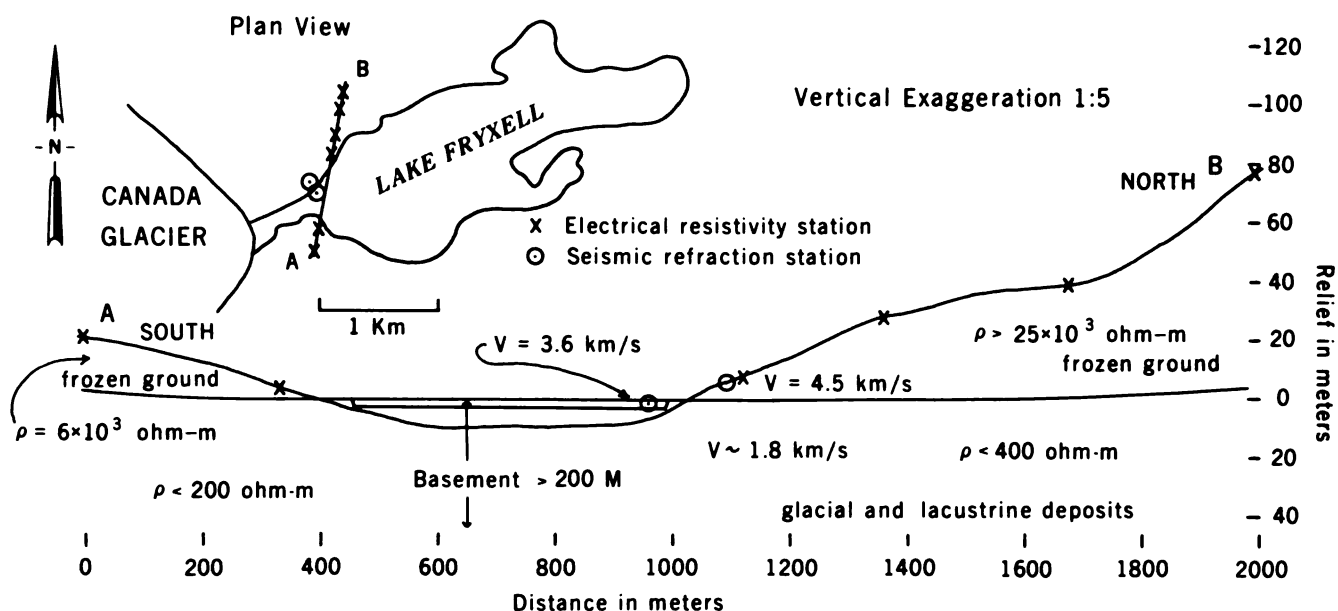 Plan View
B
- N -
LAKE FRYXELL
CANADA
GLACIER
A
1 Km
x Electrical resistivity station
⊙ Seismic refraction station
Vertical Exaggeration 1:5
A
SOUTH
NORTH
B
frozen ground
ρ = 6×10³ ohm-m
V = 3.6 km/s
V = 4.5 km/s
ρ > 25×10³ ohm-m
frozen ground
V ~ 1.8 km/s
ρ < 400 ohm-m
ρ < 200 ohm-m
Basement > 200 M
glacial and lacustrine deposits
-120
-100
-80
-60
-40
-20
- 0
- 20
- 40
Relief in meters
0 200 400 600 800 1000 1200 1400 1600 1800 2000
Distance in meters